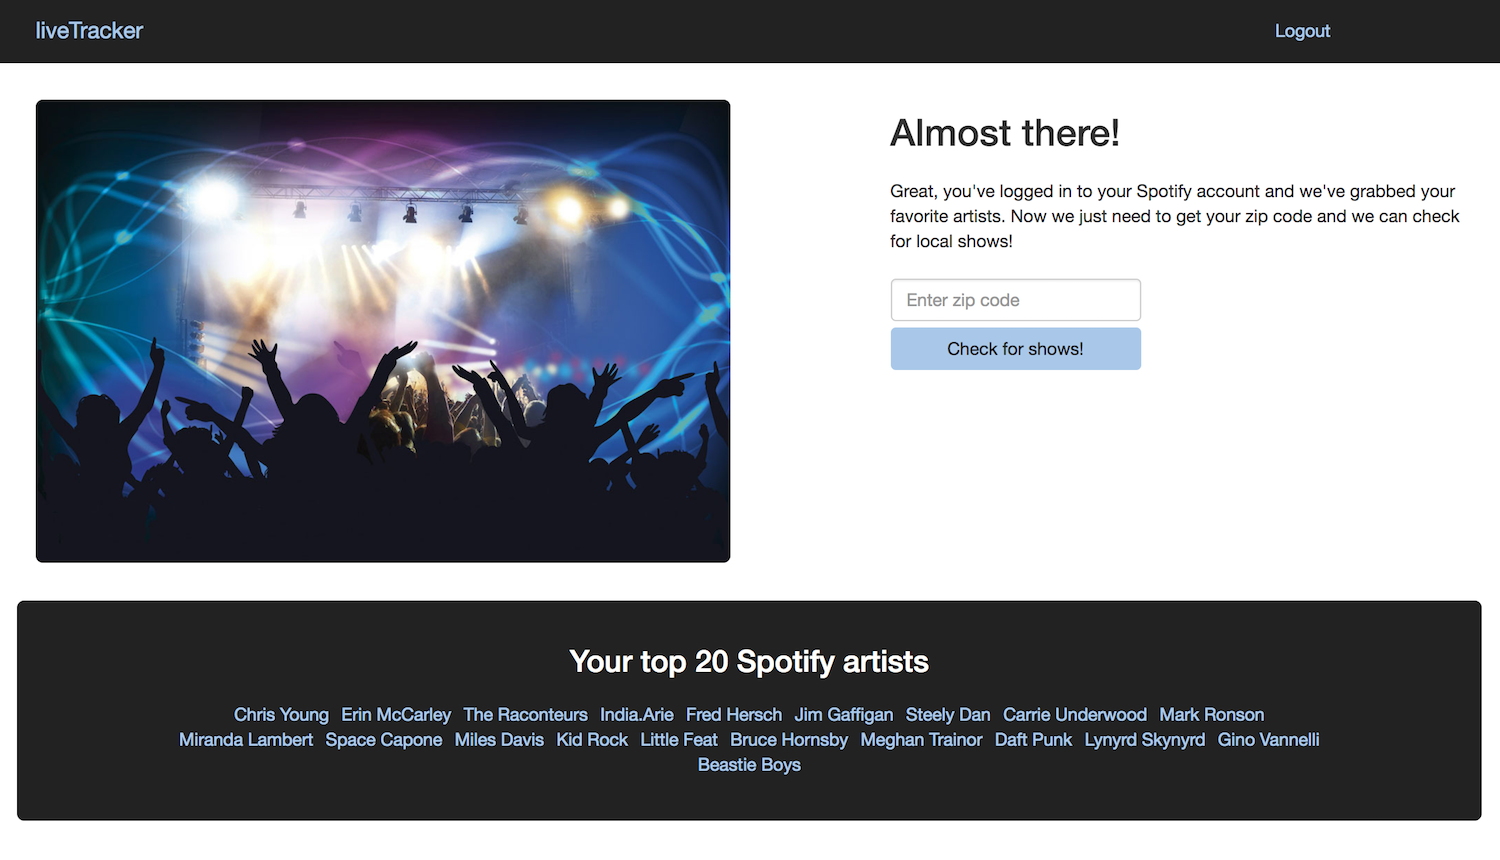 liveTracker
Logout
Almost there!
Great, you've logged in to your Spotify account and we've grabbed your
favorite artists. Now we just need to get your zip code and we can check
for local shows!
Enter zip code
Check for shows!
Your top 20 Spotify artists
Chris Young Erin McCarley The Raconteurs India.Arie Fred Hersch Jim Gaffigan Steely Dan Carrie Underwood Mark Ronson
Miranda Lambert Space Capone Miles Davis Kid Rock Little Feat Bruce Hornsby Meghan Trainor Daft Punk Lynyrd Skynyrd Gino Vannelli
Beastie Boys